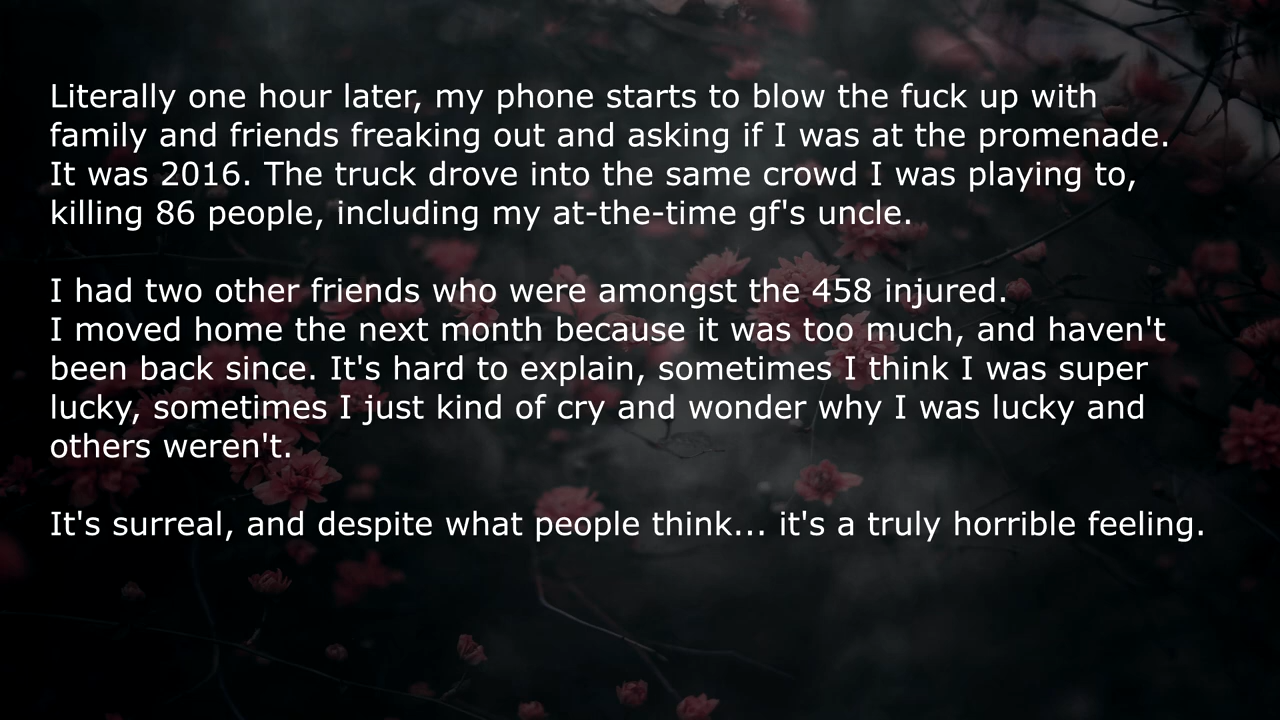 Literally one hour later, my phone starts to blow the fuck up with
family and friends freaking out and asking if I was at the promenade.
It was 2016. The truck drove into the same crowd I was playing to,
killing 86 people, including my at-the-time gf's uncle.
I had two other friends who were amongst the 458 injured.
I moved home the next month because it was too much, and haven't
been back since. It's hard to explain, sometimes I think I was super
lucky, sometimes I just kind of cry and wonder why I was lucky and
others weren't.
It's surreal, and despite what people think... it's a truly horrible feeling.